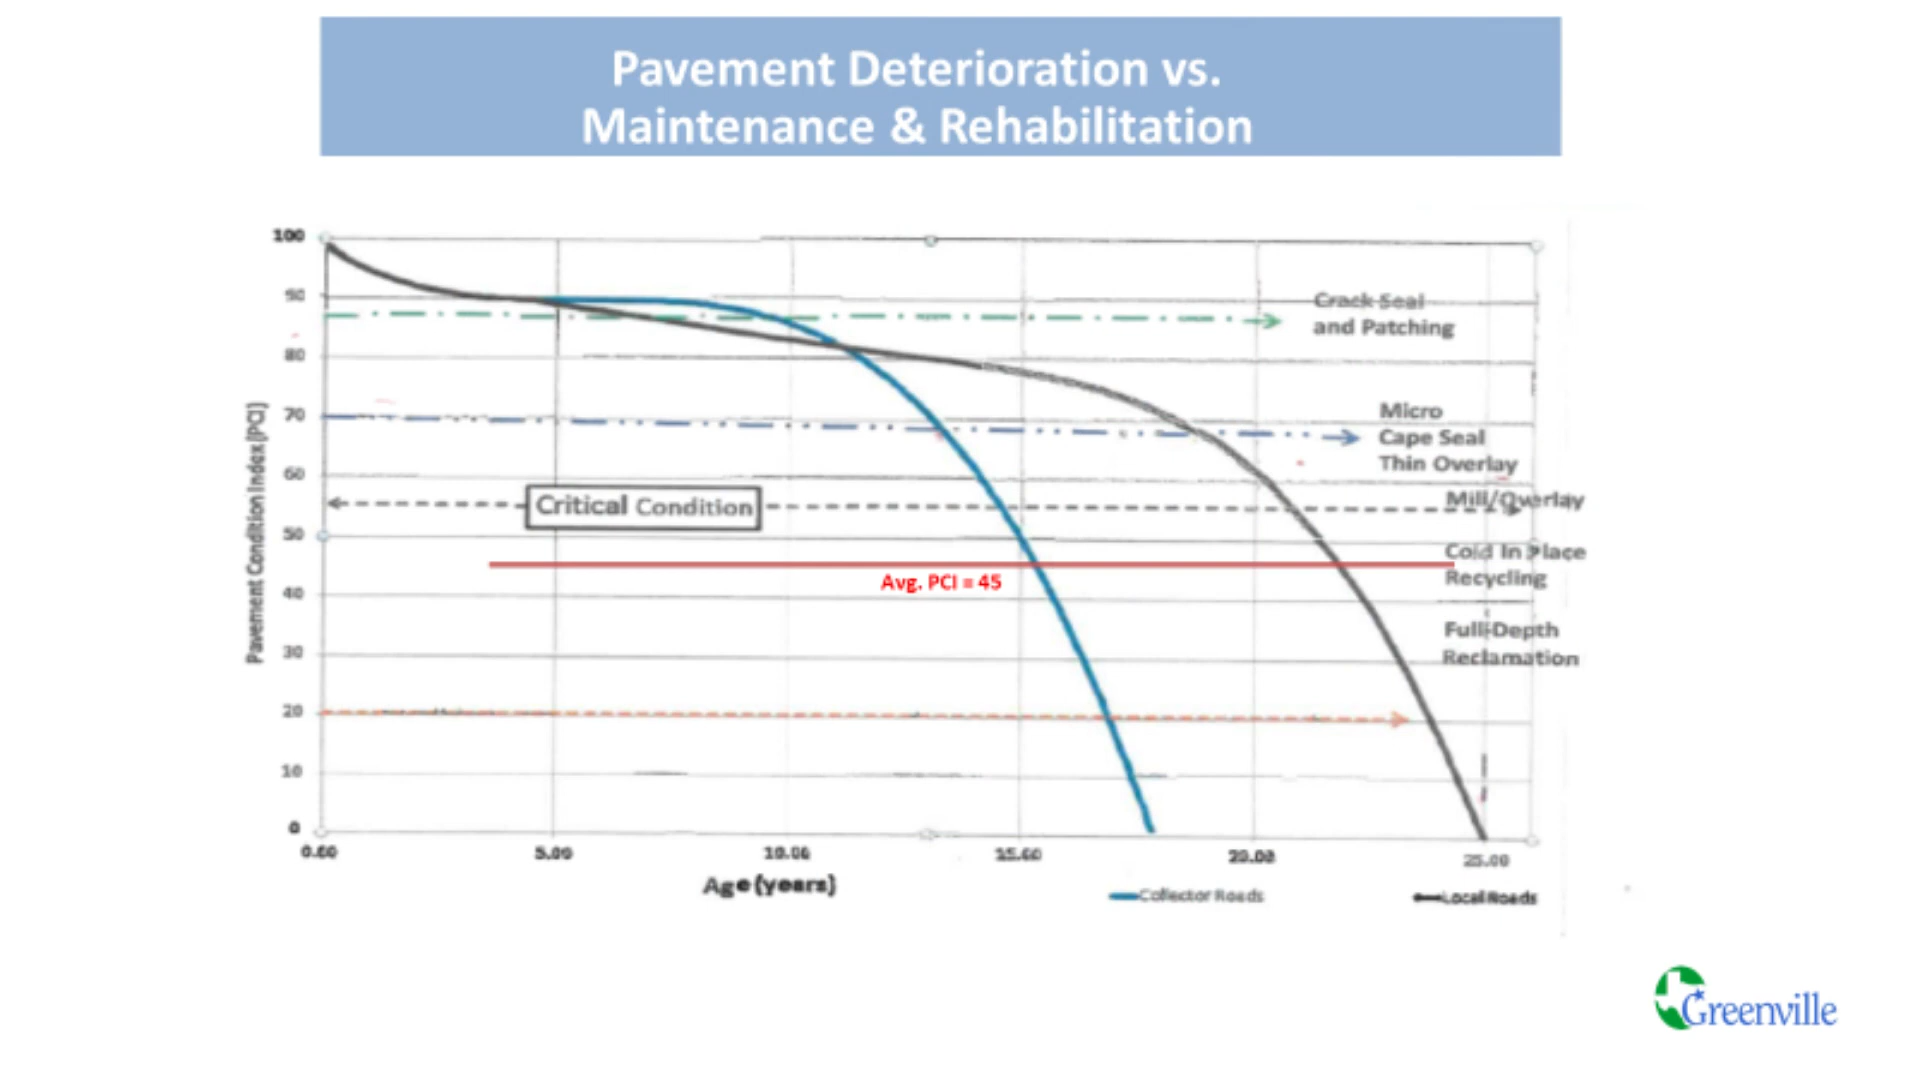 Pavement Deterioration vs.
Maintenance & Rehabilitation
100
90
80
70
60
50
40
30
20
10
0
Pavement Condition Index (PCI)
Crack Seal
and Patching
Micro
Cape Seal
Thin Overlay
Critical Condition
Mill/Overlay
Cold In Place
Recycling
Avg. PCI = 45
Full-Depth
Reclamation
0.00
5.00
10.00
15.00
20.00
25.00
Age (years)
Collector Roads
Local Roads
Greenville